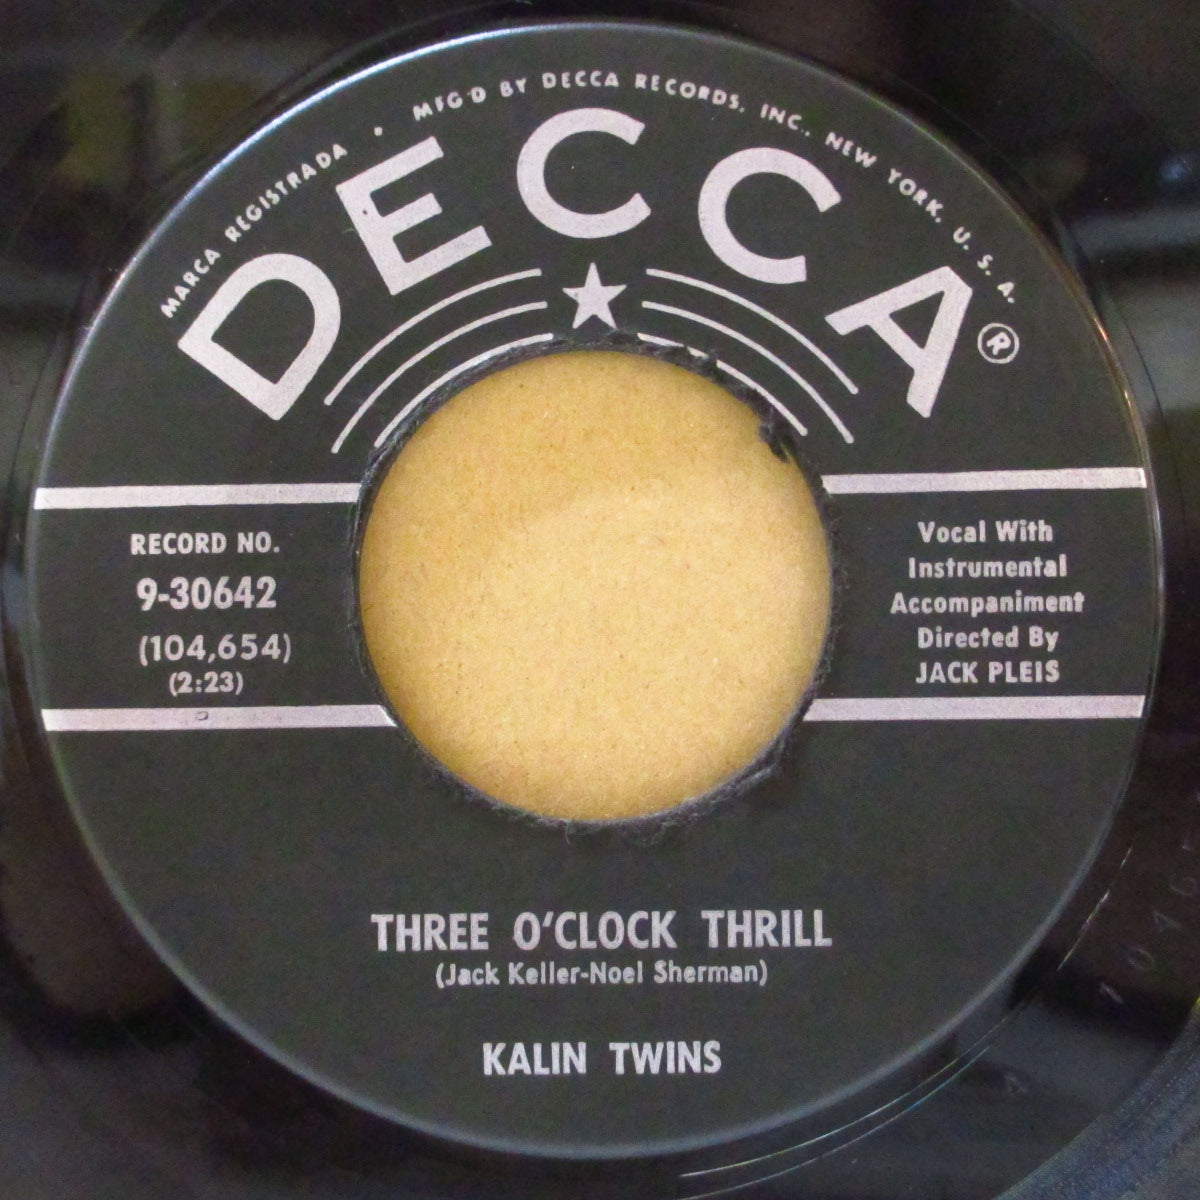 MARCA REGISTRADA • MFG'D BY DECCA RECORDS, INC., NEW YORK, U.S.A.
DECCA
®
RECORD NO.
9-30642
(104,654)
(2:23)
Vocal With
Instrumental
Accompaniment
Directed By
JACK PLEIS
THREE O'CLOCK THRILL
(Jack Keller-Noel Sherman)
KALIN TWINS